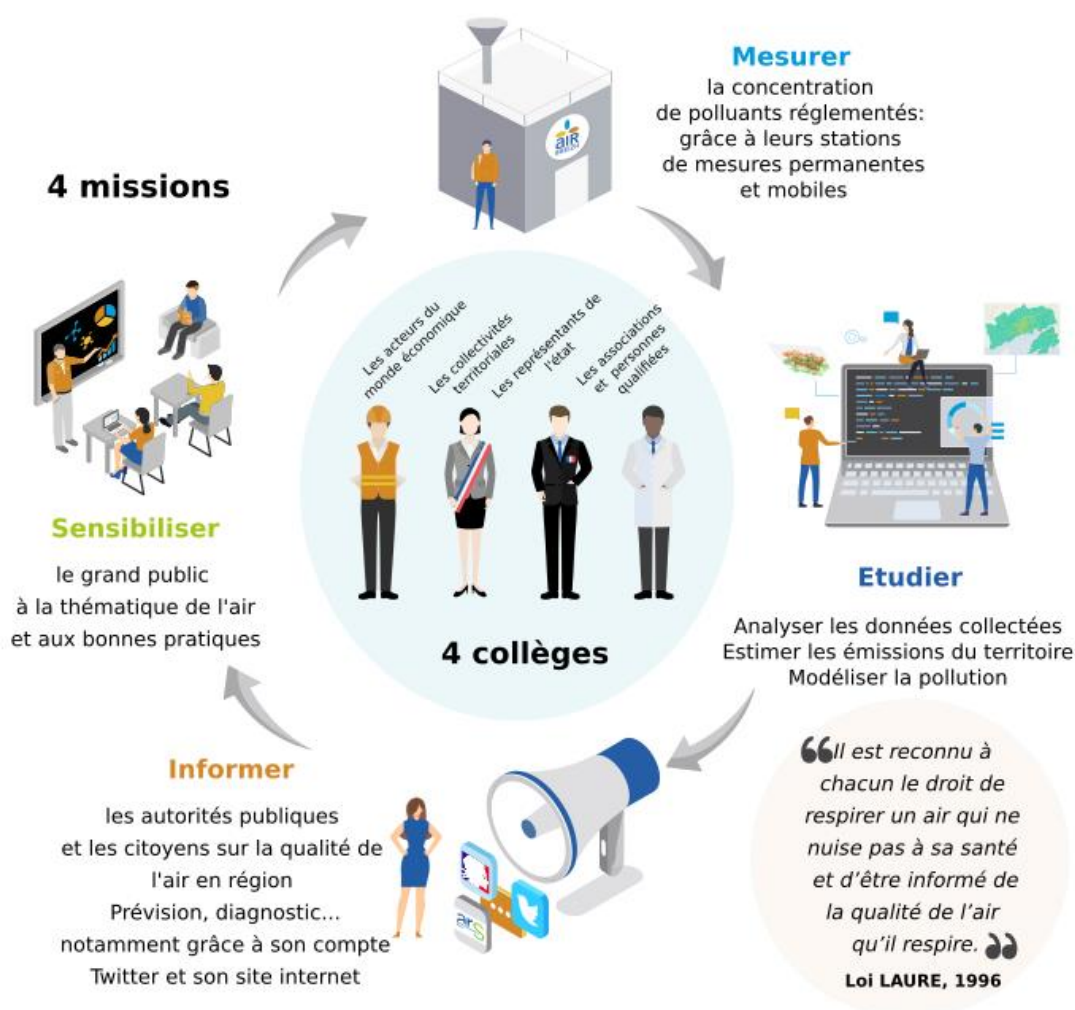 4 missions
Mesurer
la concentration
de polluants réglementés:
grâce à leurs stations
de mesures permanentes
et mobiles
aiR
Les acteurs du
monde économique
Les collectivités
territoriales
Les représentants de
l'état
Les associations
et personnes
qualifiées
4 collèges
Etudier
Analyser les données collectées
Estimer les émissions du territoire
Modéliser la pollution
Informer
les autorités publiques
et les citoyens sur la qualité de
l'air en région
Prévision, diagnostic...
notamment grâce à son compte
Twitter et son site internet
ars
Sensibiliser
le grand public
à la thématique de l'air
et aux bonnes pratiques
“Il est reconnu à
chacun le droit de
respirer un air qui ne
nuise pas à sa santé
et d’être informé de
la qualité de l’air
qu’il respire.”
Loi LAURE, 1996